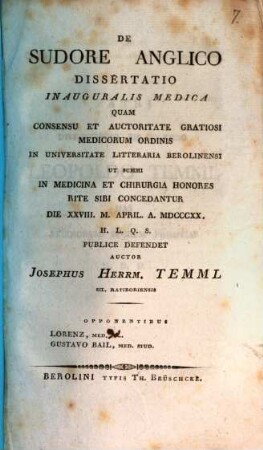 7.
DE
SUDORE ANGLICO
DISSERTATIO
INAUGURALIS MEDICA
QUAM
CONSENSU ET AUCTORITATE GRATIOSI
MEDICORUM ORDINIS
IN UNIVERSITATE LITTERARIA BEROLINENSI
UT SUMMI
IN MEDICINA ET CHIRURGIA HONORES
RITE SIBI CONCEDANTUR
DIE XXVIII. M. APRIL. A. MDCCCXX.
H. L. Q. S.
PUBLICE DEFENDET
AUCTOR
JOSEPHUS HERRM. TEMML
SIL. RATIBORIENSIS
OPPONENTIBUS
LORENZ, MED.
GUSTAVO BAIL, MED. STUD.
BEROLINI TYPIS TH. BRÜSCHCKE.